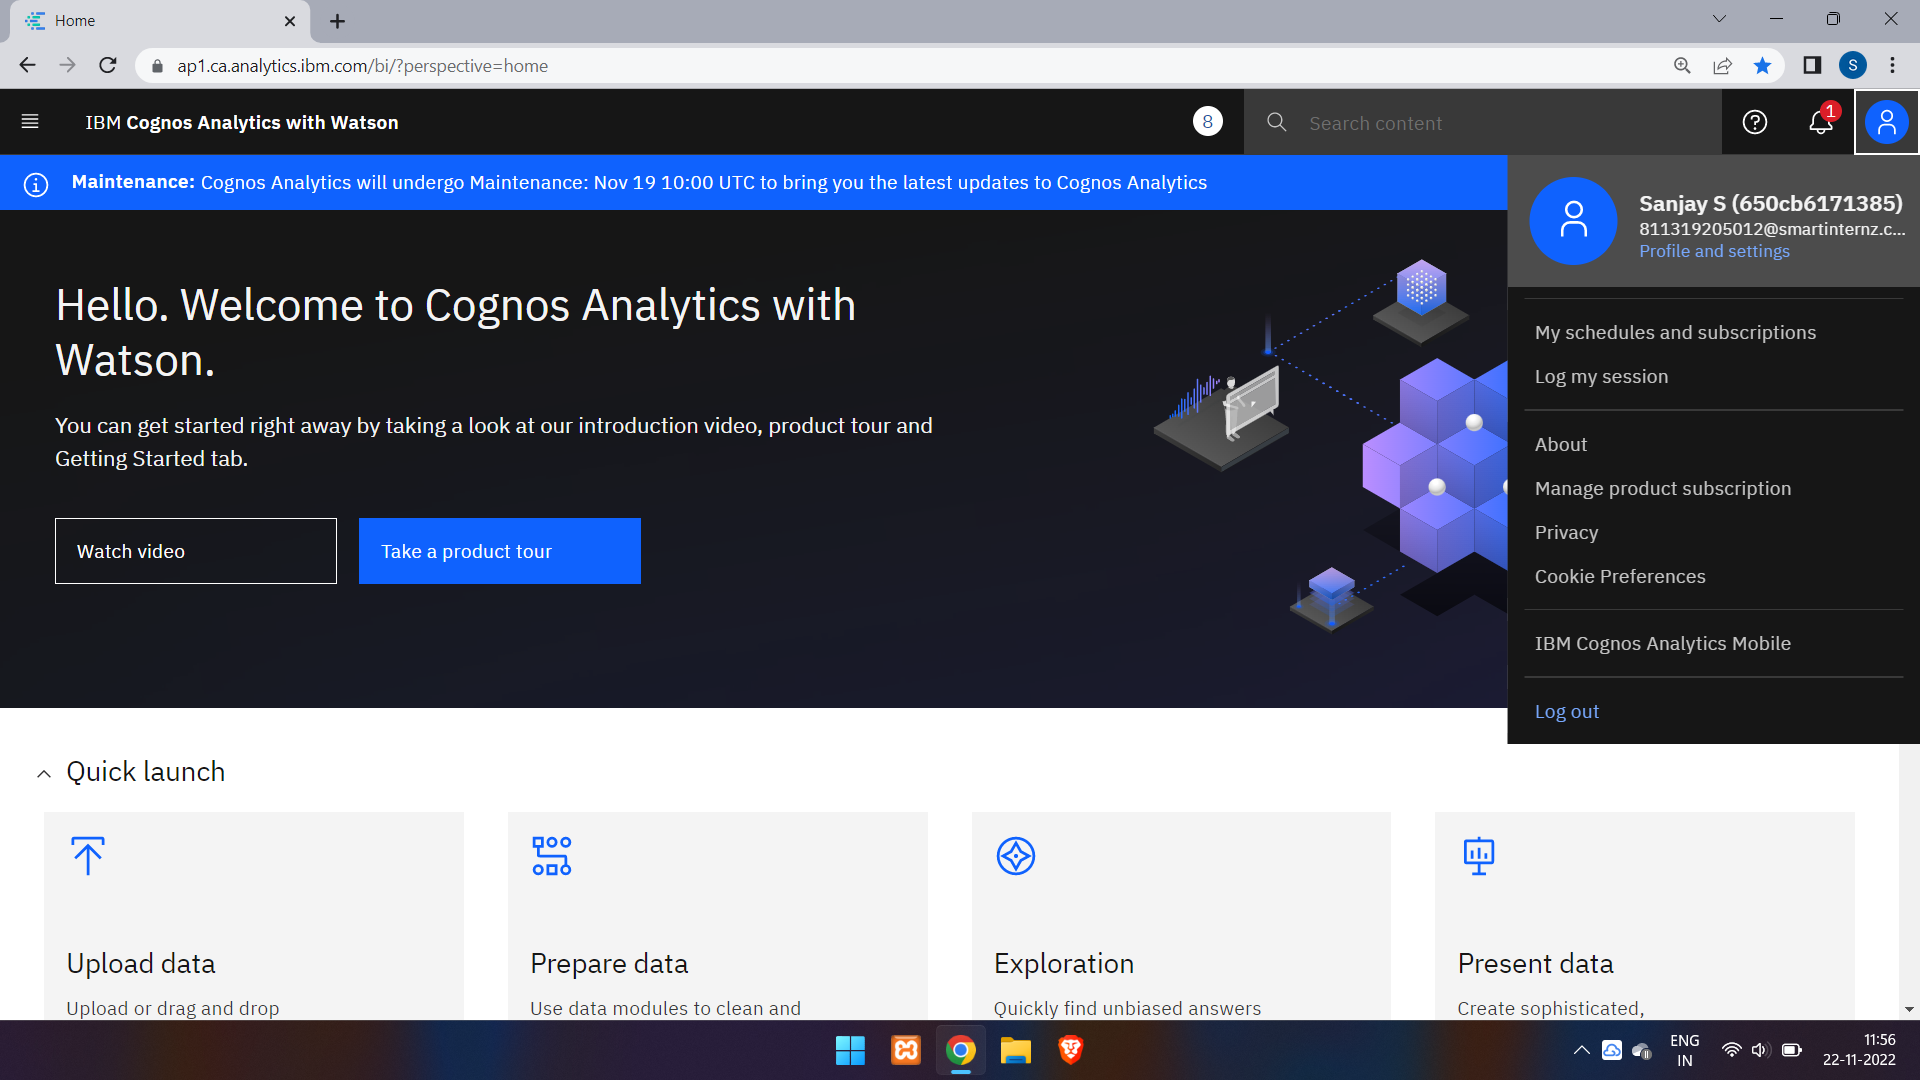 Home
ap1.ca.analytics.ibm.com/bi/?perspective=home
S
IBM Cognos Analytics with Watson
8
Search content
1
Maintenance: Cognos Analytics will undergo Maintenance: Nov 19 10:00 UTC to bring you the latest updates to Cognos Analytics
Sanjay S (650cb6171385)
811319205012@smartinternz.c...
Profile and settings
My schedules and subscriptions
Log my session
About
Manage product subscription
Privacy
Cookie Preferences
IBM Cognos Analytics Mobile
Log out
Hello. Welcome to Cognos Analytics with
Watson.
You can get started right away by taking a look at our introduction video, product tour and
Getting Started tab.
Watch video
Take a product tour
Quick launch
Upload data
Upload or drag and drop
Prepare data
Use data modules to clean and
Exploration
Quickly find unbiased answers
Present data
Create sophisticated,
ENG
IN
11:56
22-11-2022